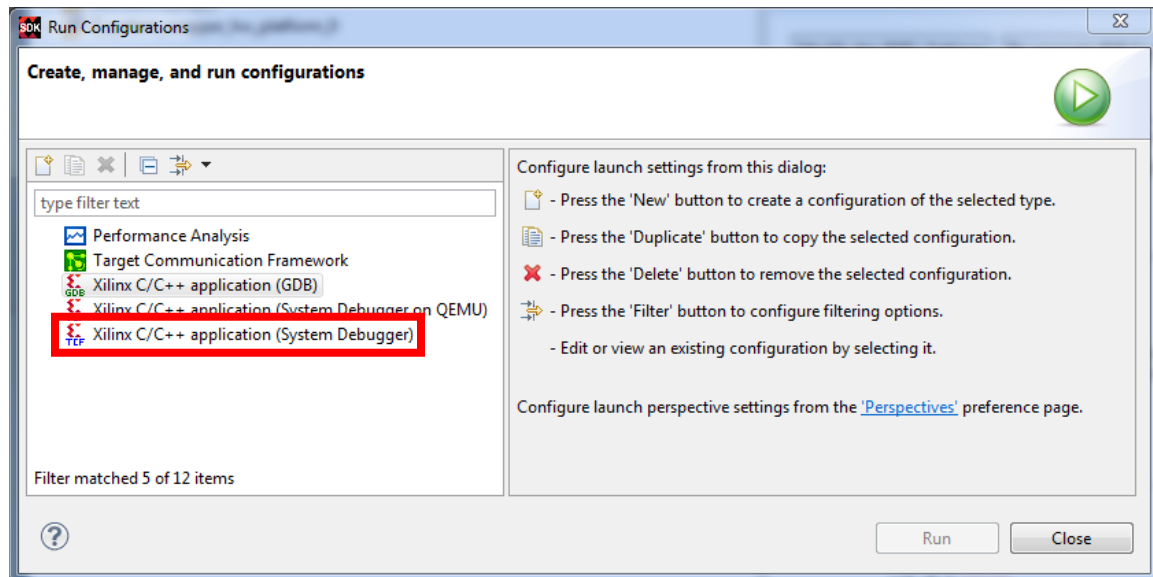 SDK Run Configurations
Create, manage, and run configurations
type filter text
Performance Analysis
Target Communication Framework
GDB Xilinx C/C++ application (GDB)
Xilinx C/C++ application (System Debugger on QEMU)
TCF Xilinx C/C++ application (System Debugger)
Filter matched 5 of 12 items
Configure launch settings from this dialog:
- Press the 'New' button to create a configuration of the selected type.
- Press the 'Duplicate' button to copy the selected configuration.
- Press the 'Delete' button to remove the selected configuration.
- Press the 'Filter' button to configure filtering options.
- Edit or view an existing configuration by selecting it.
Configure launch perspective settings from the 'Perspectives' preference page.
?
Run
Close